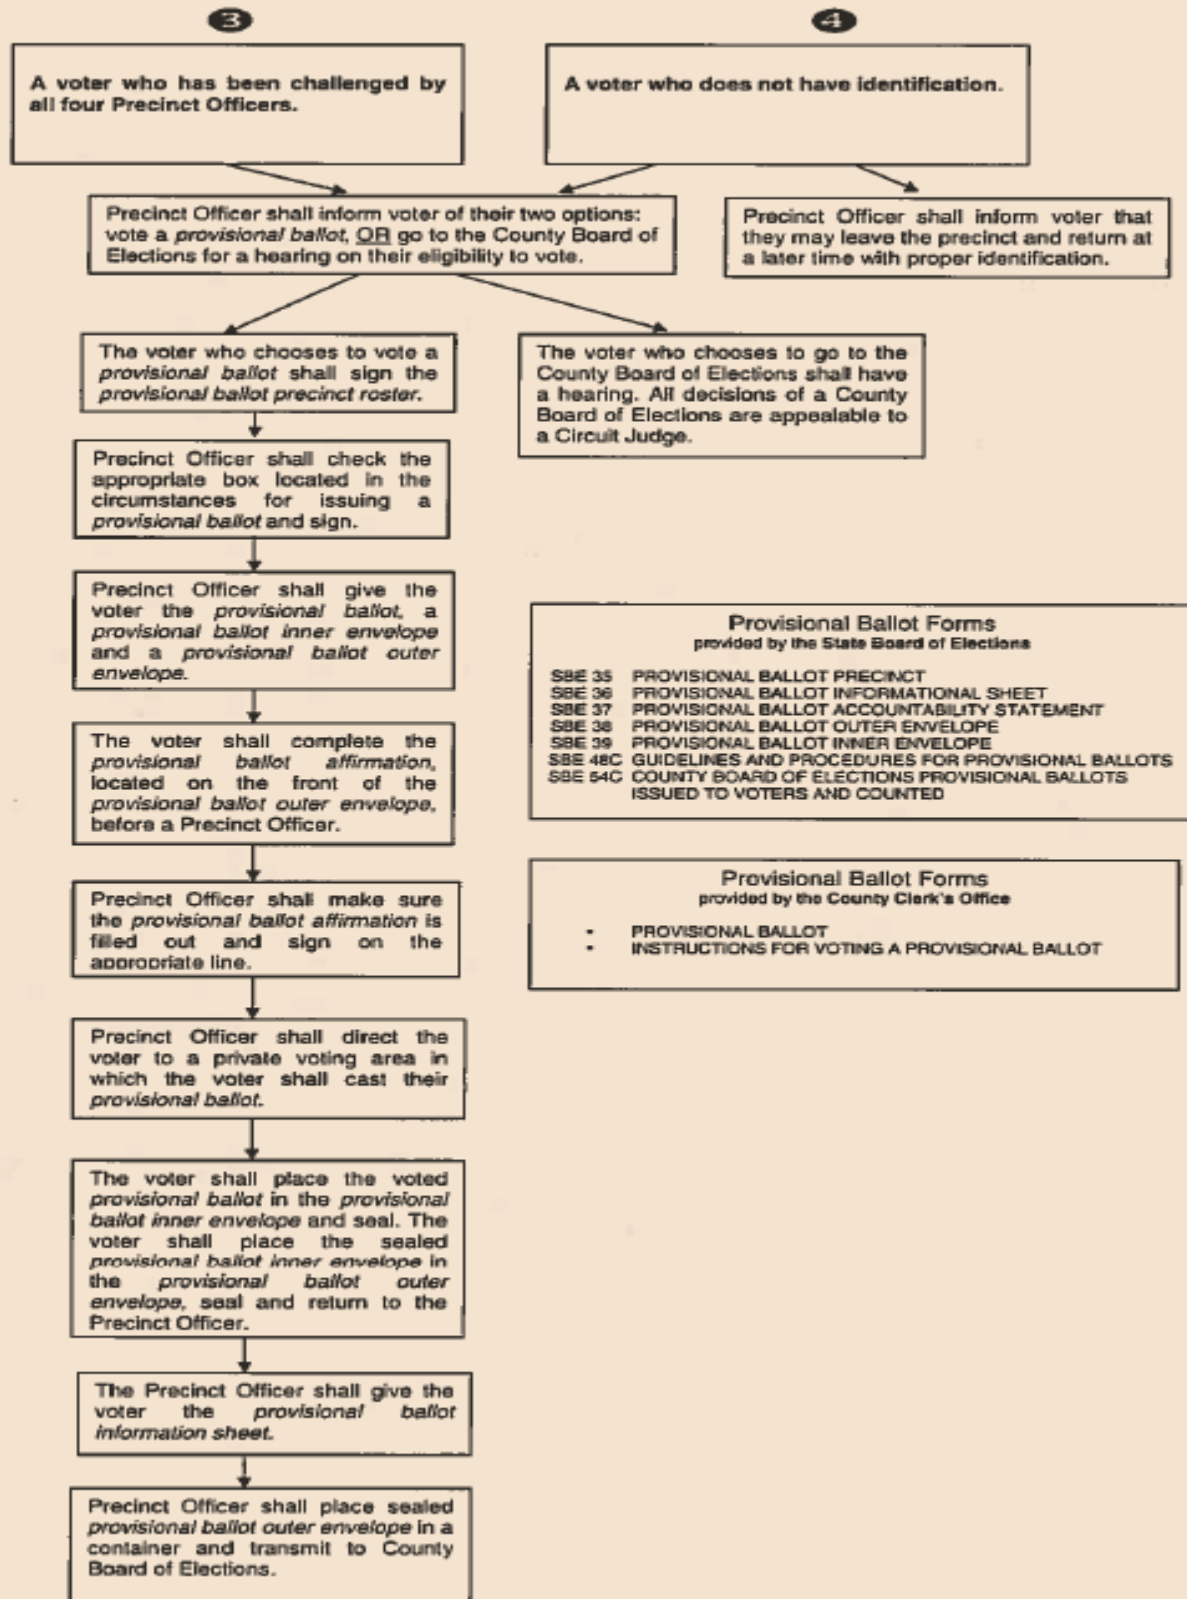 3
4
A voter who has been challenged by
all four Precinct Officers.
A voter who does not have identification.
Precinct Officer shall inform voter of their two options:
vote a provisional ballot, OR go to the County Board of
Elections for a hearing on their eligibility to vote.
Precinct Officer shall inform voter that
they may leave the precinct and return at
a later time with proper identification.
The voter who chooses to vote a
provisional ballot shall sign the
provisional ballot precinct roster.
The voter who chooses to go to the
County Board of Elections shall have
a hearing. All decisions of a County
Board of Elections are appealable to
a Circuit Judge.
Precinct Officer shall check the
appropriate box located in the
circumstances for issuing a
provisional ballot and sign.
Precinct Officer shall give the
voter the provisional ballot, a
provisional ballot inner envelope
and a provisional ballot outer
envelope.
The voter shall complete the
provisional ballot affirmation,
located on the front of the
provisional ballot outer envelope,
before a Precinct Officer.
Precinct Officer shall make sure
the provisional ballot affirmation is
filled out and sign on the
appropriate line.
Precinct Officer shall direct the
voter to a private voting area in
which the voter shall cast their
provisional ballot.
The voter shall place the voted
provisional ballot in the provisional
ballot inner envelope and seal. The
voter shall place the sealed
provisional ballot inner envelope in
the provisional ballot outer
envelope, seal and return to the
Precinct Officer.
The Precinct Officer shall give the
voter the provisional ballot
information sheet.
Precinct Officer shall place sealed
provisional ballot outer envelope in a
container and transmit to County
Board of Elections.
Provisional Ballot Forms
provided by the State Board of Elections
SBE 35 PROVISIONAL BALLOT PRECINCT
SBE 36 PROVISIONAL BALLOT INFORMATIONAL SHEET
SBE 37 PROVISIONAL BALLOT ACCOUNTABILITY STATEMENT
SBE 38 PROVISIONAL BALLOT OUTER ENVELOPE
SBE 39 PROVISIONAL BALLOT INNER ENVELOPE
SBE 48C GUIDELINES AND PROCEDURES FOR PROVISIONAL BALLOTS
SBE 54C COUNTY BOARD OF ELECTIONS PROVISIONAL BALLOTS
ISSUED TO VOTERS AND COUNTED
Provisional Ballot Forms
provided by the County Clerk's Office
• PROVISIONAL BALLOT
• INSTRUCTIONS FOR VOTING A PROVISIONAL BALLOT